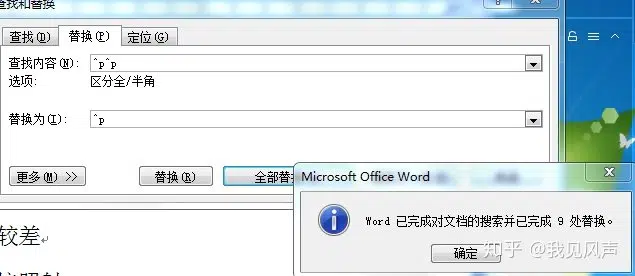 查找和替换
查找(D) 替换(P) 定位(G)
查找内容(N): ^p^p
选项: 区分全/半角
替换为(I): ^p
更多(M) >> 替换(R) 全部替
Microsoft Office Word
Word 已完成对文档的搜索并已完成 9 处替换。
确定
较差
知乎 @我见风声